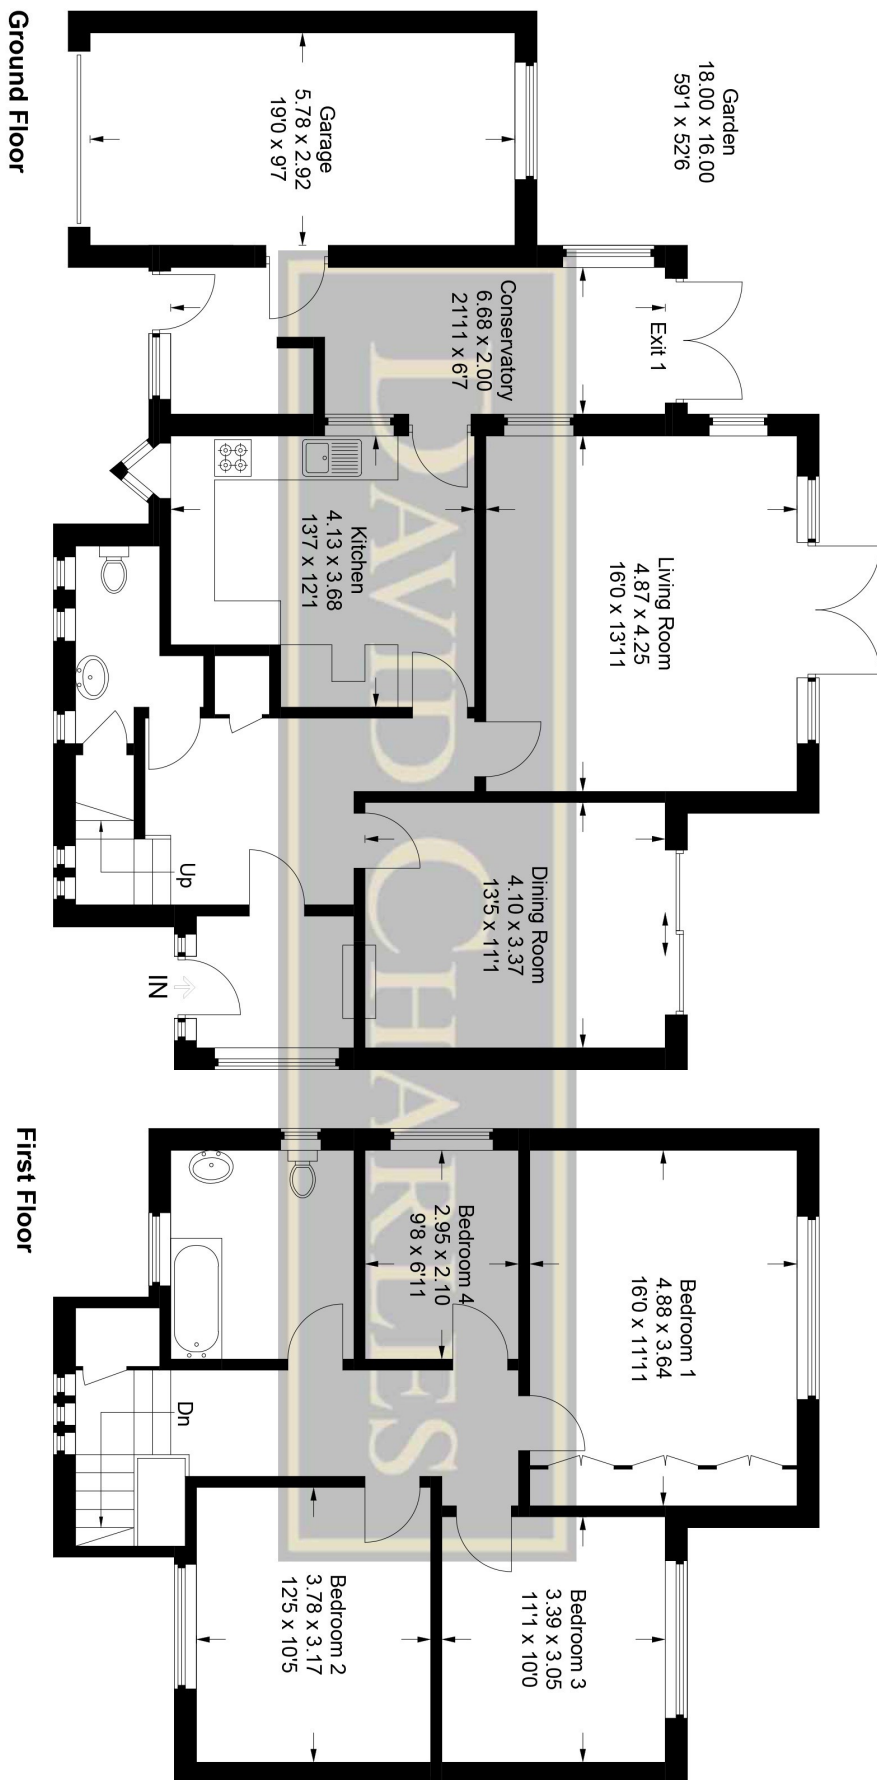 Garden
18.00 x 16.00
59'1 x 52'6
Garage
5.78 x 2.92
19'0 x 9'7
Exit 1
Conservatory
6.68 x 2.00
21'11 x 6'7
Living Room
4.87 x 4.25
16'0 x 13'11
Kitchen
4.13 x 3.68
13'7 x 12'1
Dining Room
4.10 x 3.37
13'5 x 11'1
Up
IN
Ground Floor
DAVID CHARLES
Bedroom 1
4.88 x 3.64
16'0 x 11'11
Bedroom 4
2.95 x 2.10
9'8 x 6'11
Dn
Bedroom 3
3.39 x 3.05
11'1 x 10'0
Bedroom 2
3.78 x 3.17
12'5 x 10'5
First Floor